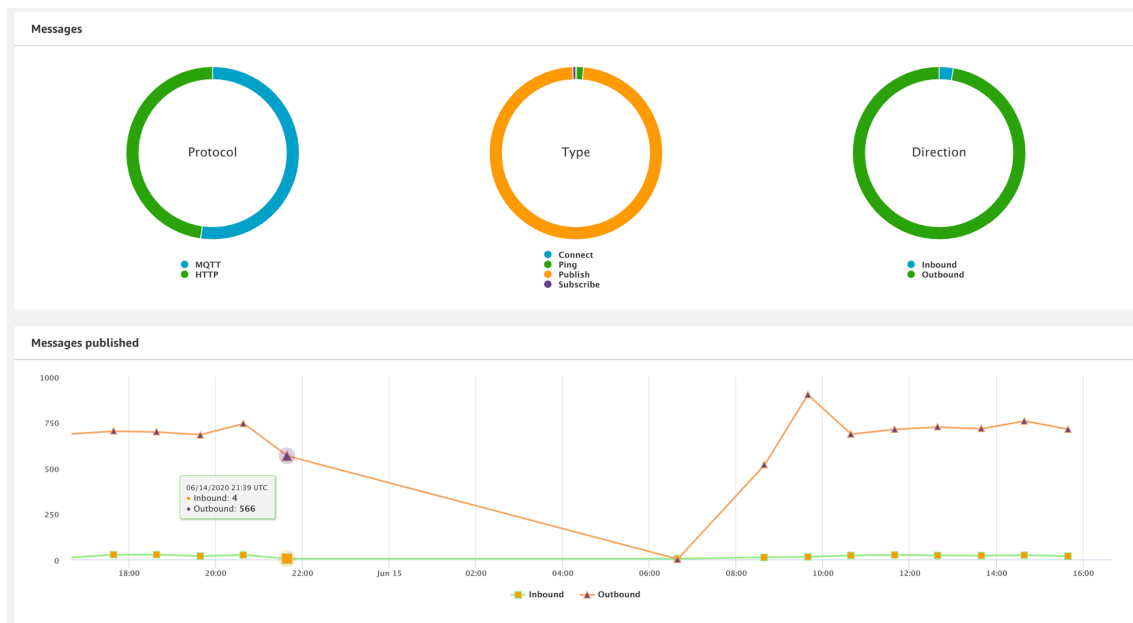 Messages
Protocol
MQTT
HTTP
Type
Connect
Ping
Publish
Subscribe
Direction
Inbound
Outbound
Messages published
1000
750
500
250
0
06/14/2020 21:39 UTC
Inbound: 4
Outbound: 566
18:00 20:00 22:00 Jun 15 02:00 04:00 06:00 08:00 10:00 12:00 14:00 16:00
Inbound Outbound